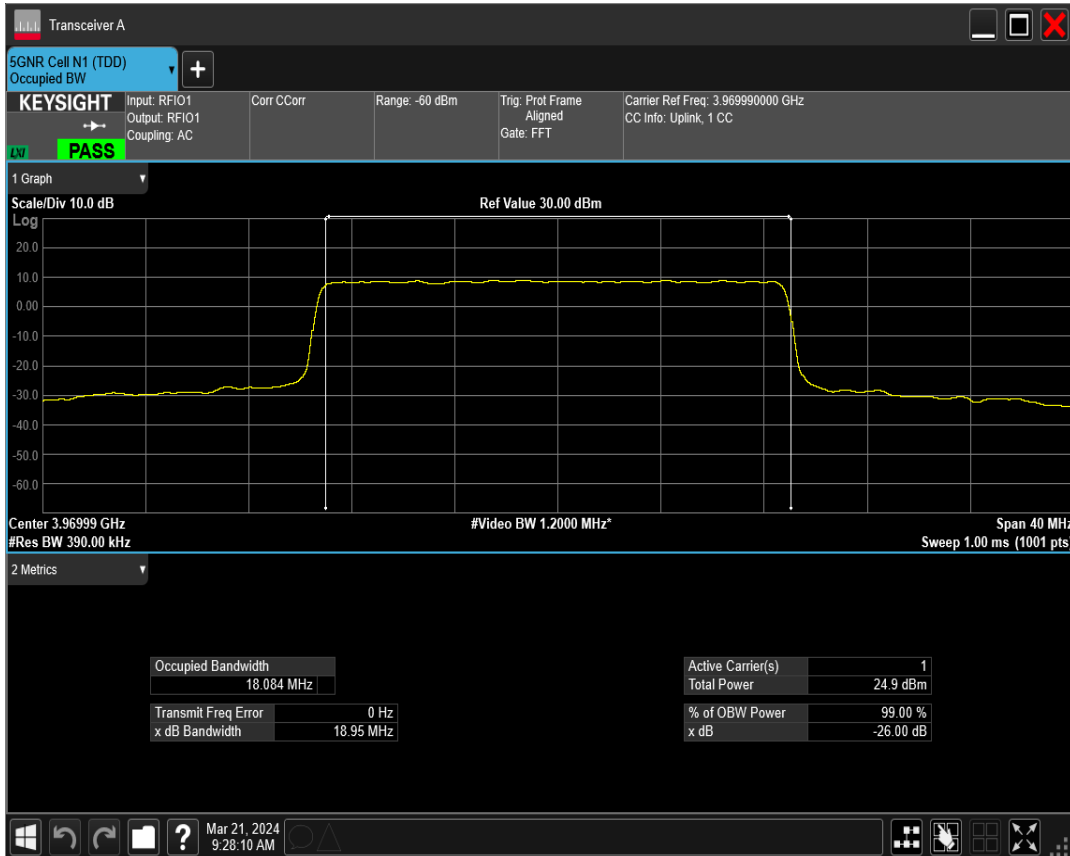 Transceiver A
5GNR Cell N1 (TDD)
Occupied BW
+
KEYSIGHT
LXI
PASS
Input: RFIO1
Output: RFIO1
Coupling: AC
Corr CCorr
Range: -60 dBm
Trig: Prot Frame
Aligned
Gate: FFT
Carrier Ref Freq: 3.969990000 GHz
CC Info: Uplink, 1 CC
1 Graph
Scale/Div 10.0 dB
Ref Value 30.00 dBm
Log
20.0
10.0
0.00
-10.0
-20.0
-30.0
-40.0
-50.0
-60.0
Center 3.96999 GHz
#Video BW 1.2000 MHz*
Span 40 MHz
#Res BW 390.00 kHz
Sweep 1.00 ms (1001 pts)
2 Metrics
Occupied Bandwidth
18.084 MHz
Transmit Freq Error 0 Hz
x dB Bandwidth 18.95 MHz
Active Carrier(s) 1
Total Power 24.9 dBm
% of OBW Power 99.00 %
x dB -26.00 dB
?
Mar 21, 2024
9:28:10 AM